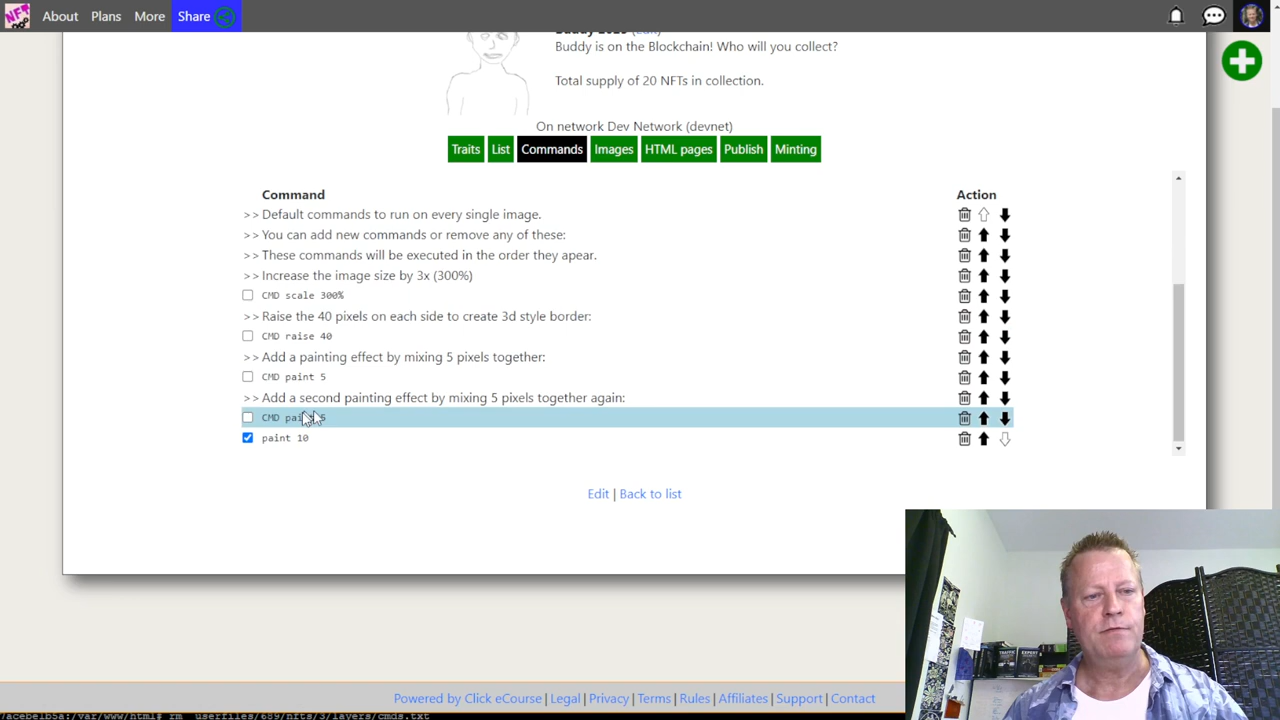 NFT
About Plans More Share
Buddy is on the Blockchain! Who will you collect?
Total supply of 20 NFTs in collection.
On network Dev Network (devnet)
Traits List Commands Images HTML pages Publish Minting
Command Action
>> Default commands to run on every single image.
>> You can add new commands or remove any of these:
>> These commands will be executed in the order they apear.
>> Increase the image size by 3x (300%)
CMD scale 300%
>> Raise the 40 pixels on each side to create 3d style border:
CMD raise 40
>> Add a painting effect by mixing 5 pixels together:
CMD paint 5
>> Add a second painting effect by mixing 5 pixels together again:
CMD 5
paint 10
Edit | Back to list
Powered by Click eCourse | Legal | Privacy | Terms | Rules | Affiliates | Support | Contact